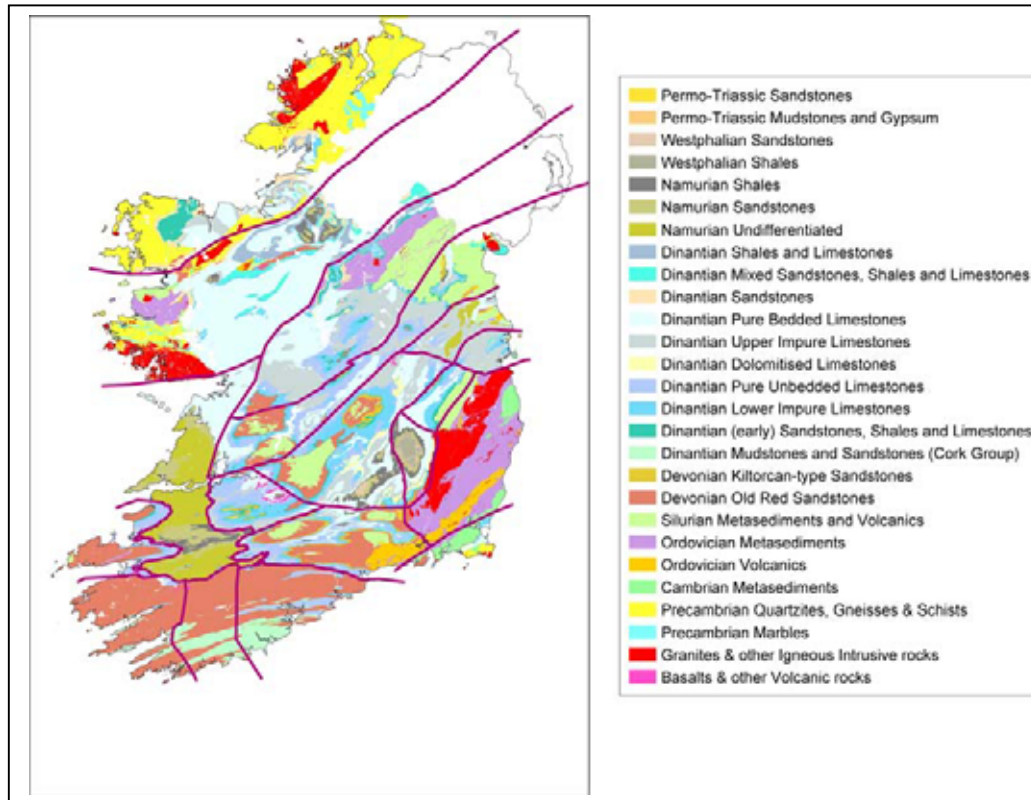 Permo-Triassic Sandstones
Permo-Triassic Mudstones and Gypsum
Westphalian Sandstones
Westphalian Shales
Namurian Shales
Namurian Sandstones
Namurian Undifferentiated
Dinantian Shales and Limestones
Dinantian Mixed Sandstones, Shales and Limestones
Dinantian Sandstones
Dinantian Pure Bedded Limestones
Dinantian Upper Impure Limestones
Dinantian Dolomitised Limestones
Dinantian Pure Unbedded Limestones
Dinantian Lower Impure Limestones
Dinantian (early) Sandstones, Shales and Limestones
Dinantian Mudstones and Sandstones (Cork Group)
Devonian Kiltorcan-type Sandstones
Devonian Old Red Sandstones
Silurian Metasediments and Volcanics
Ordovician Metasediments
Ordovician Volcanics
Cambrian Metasediments
Precambrian Quartzites, Gneisses & Schists
Precambrian Marbles
Granites & other Igneous Intrusive rocks
Basalts & other Volcanic rocks